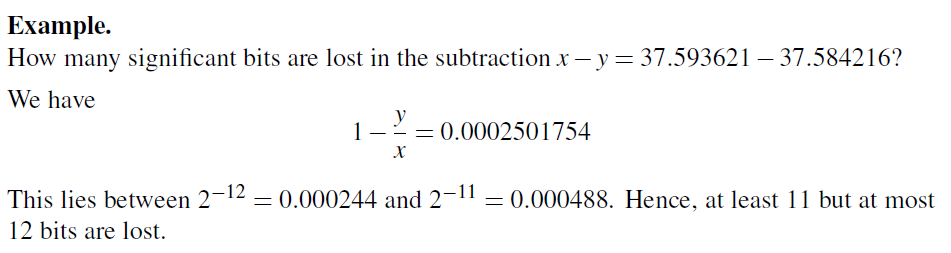 Example.
How many significant bits are lost in the subtraction x − y = 37.593621 − 37.584216?
We have
1 − y/x = 0.0002501754
This lies between 2⁻¹² = 0.000244 and 2⁻¹¹ = 0.000488. Hence, at least 11 but at most
12 bits are lost.